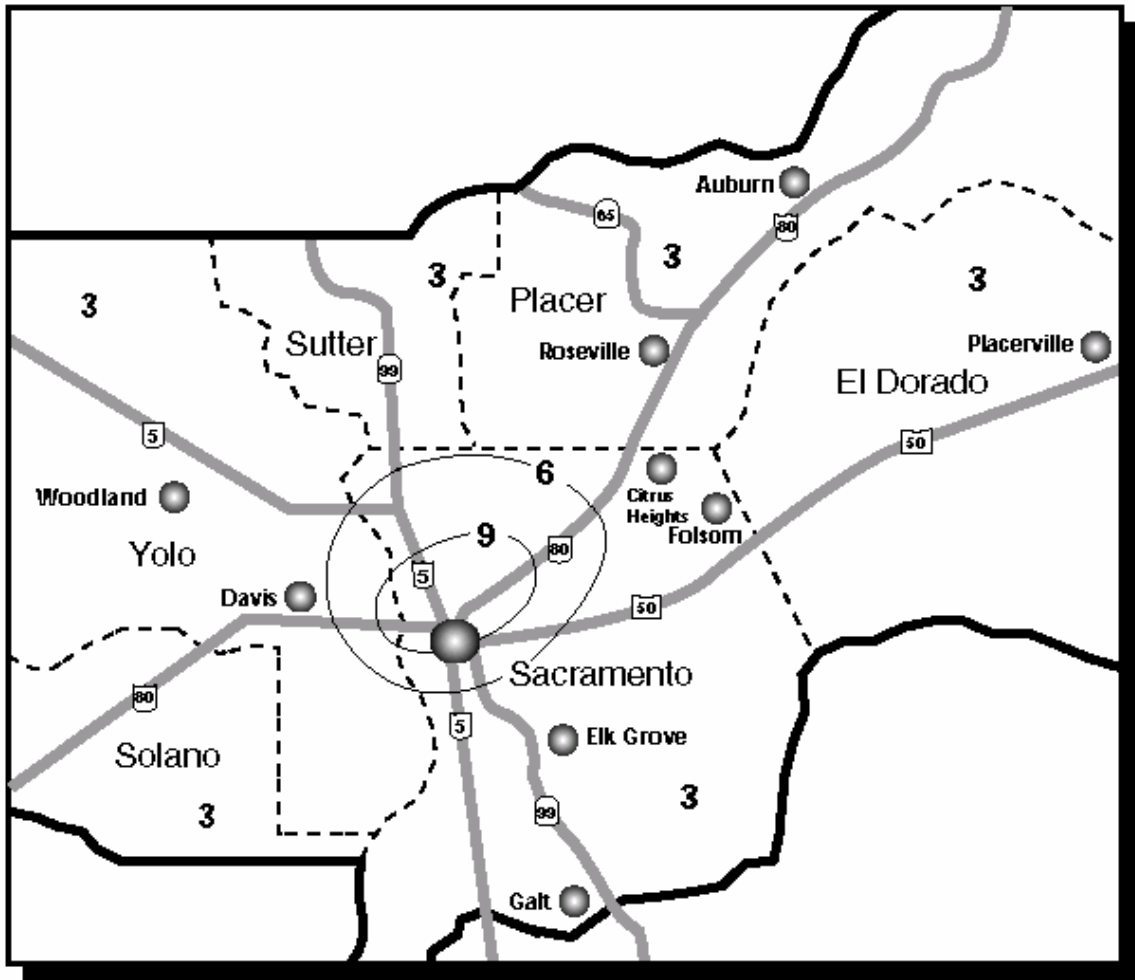 Auburn
65
80
3
3
3
3
Placer
Sutter
Roseville
Placerville
99
El Dorado
5
50
6
Citrus
Heights
Woodland
Folsom
9
80
Yolo
5
Davis
50
Sacramento
80
5
Elk Grove
Solano
3
99
3
Galt